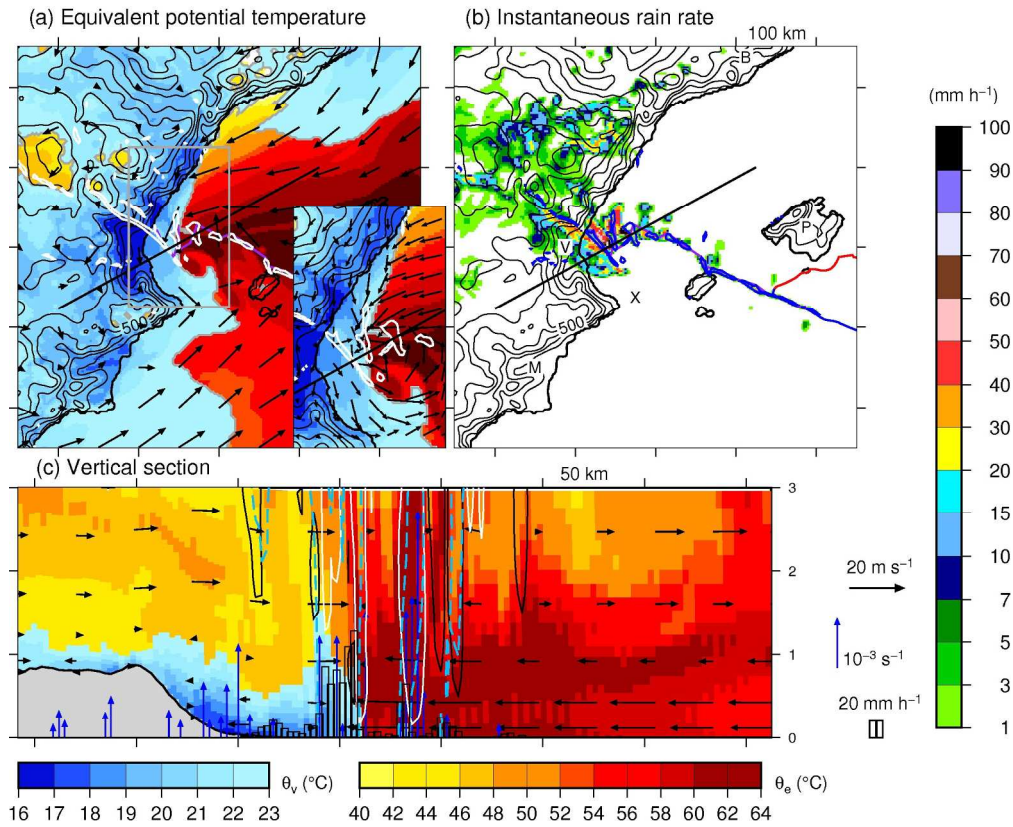 (a) Equivalent potential temperature
(b) Instantaneous rain rate
100 km
B
P
V
X
500
M
500
(mm h⁻¹)
100
90
80
70
60
50
40
30
20
15
10
7
5
3
1
(c) Vertical section
50 km
3
2
1
0
20 m s⁻¹
10⁻³ s⁻¹
20 mm h⁻¹
θv (°C)
16 17 18 19 20 21 22 23
θe (°C)
40 42 44 46 48 50 52 54 56 58 60 62 64